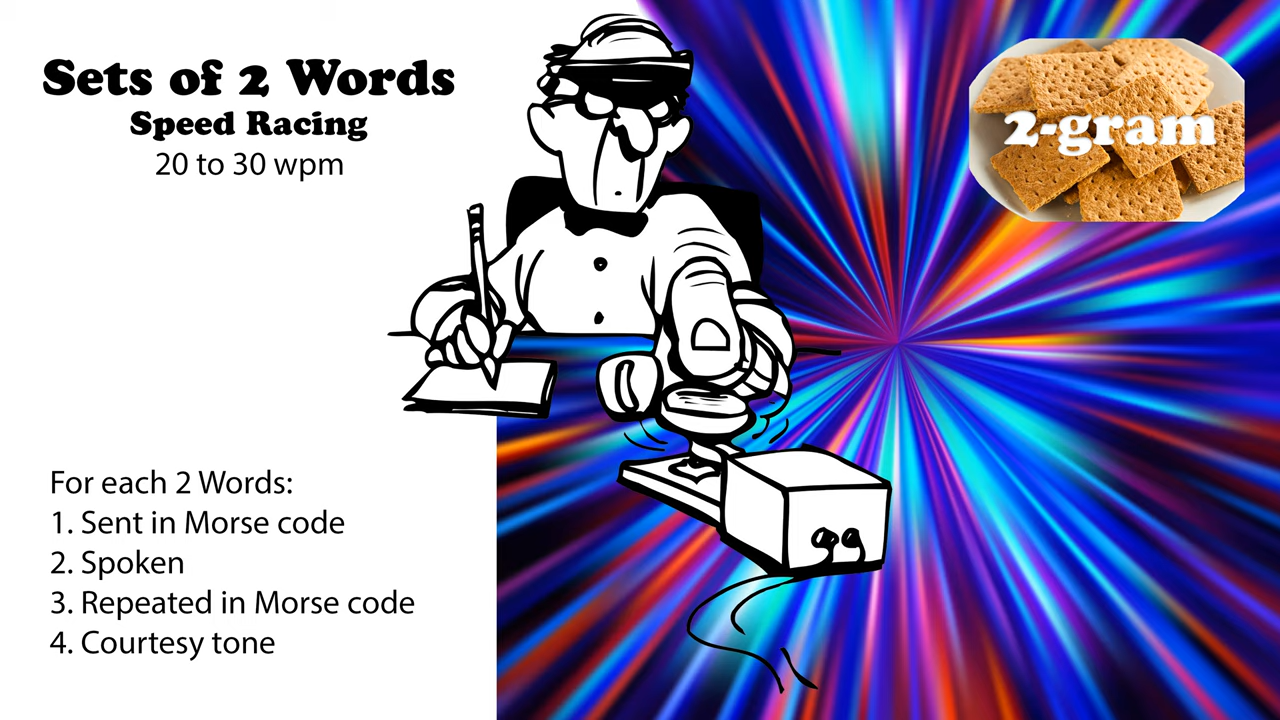 Sets of 2 Words
Speed Racing
20 to 30 wpm
2-gram
For each 2 Words:
1. Sent in Morse code
2. Spoken
3. Repeated in Morse code
4. Courtesy tone